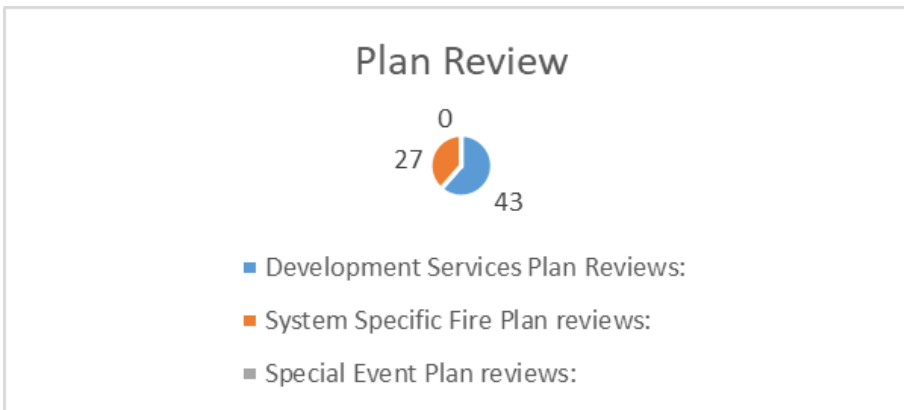 Plan Review
0
27
43
Development Services Plan Reviews:
System Specific Fire Plan reviews:
Special Event Plan reviews: